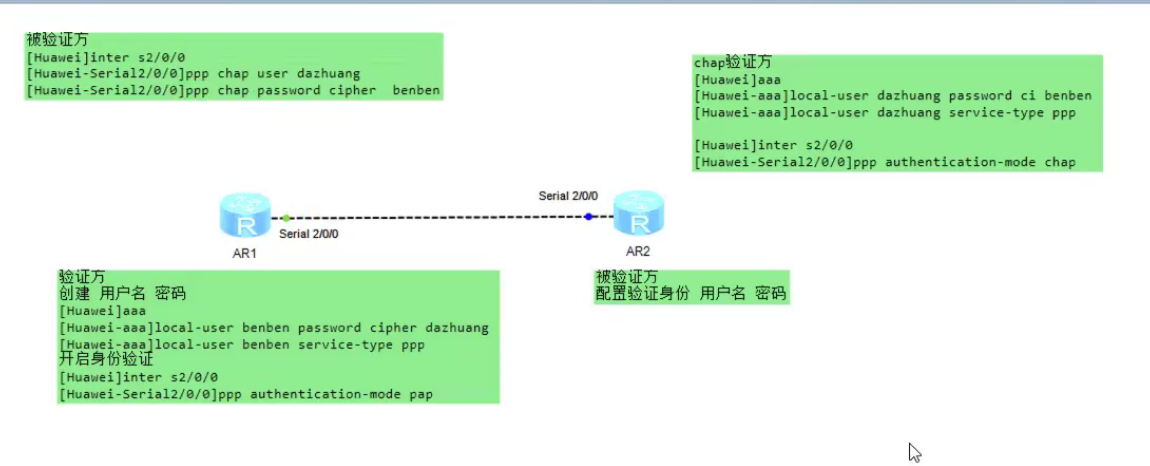 被验证方
[Huawei]inter s2/0/0
[Huawei-Serial2/0/0]ppp chap user dazhuang
[Huawei-Serial2/0/0]ppp chap password cipher  benben
chap验证方
[Huawei]aaa
[Huawei-aaa]local-user dazhuang password ci benben
[Huawei-aaa]local-user dazhuang service-type ppp
[Huawei]inter s2/0/0
[Huawei-Serial2/0/0]ppp authentication-mode chap
Serial 2/0/0
R
R
Serial 2/0/0
AR1
AR2
验证方
创建 用户名 密码
[Huawei]aaa
[Huawei-aaa]local-user benben password cipher dazhuang
[Huawei-aaa]local-user benben service-type ppp
开启身份验证
[Huawei]inter s2/0/0
[Huawei-Serial2/0/0]ppp authentication-mode pap
被验证方
配置验证身份 用户名 密码